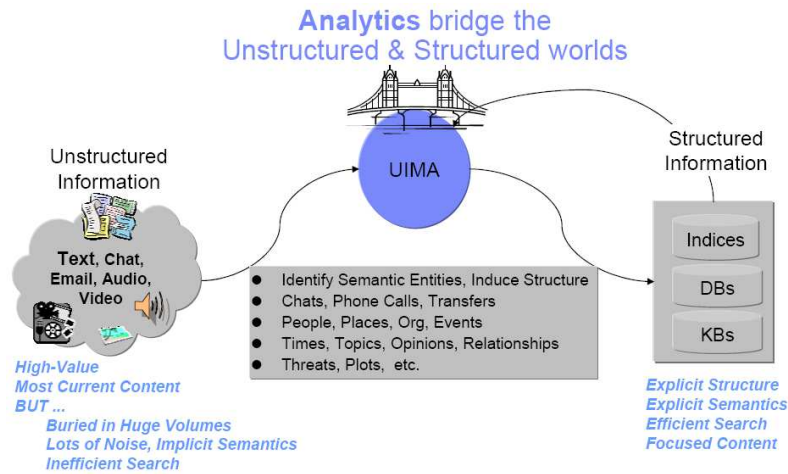 Analytics bridge the
Unstructured & Structured worlds
Unstructured
Information
Text, Chat,
Email, Audio,
Video
High-Value
Most Current Content
BUT ...
Buried in Huge Volumes
Lots of Noise, Implicit Semantics
Inefficient Search
UIMA
● Identify Semantic Entities, Induce Structure
● Chats, Phone Calls, Transfers
● People, Places, Org, Events
● Times, Topics, Opinions, Relationships
● Threats, Plots, etc.
Structured
Information
Indices
DBs
KBs
Explicit Structure
Explicit Semantics
Efficient Search
Focused Content